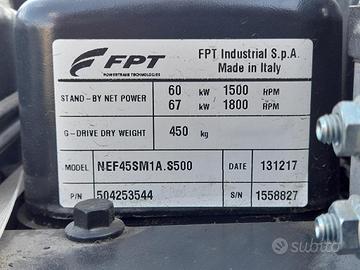 FPT
POWERTRAIN TECHNOLOGIES
FPT Industrial S.p.A.
Made in Italy
STAND-BY NET POWER 60 kW 1500 RPM
67 kW 1800 RPM
G-DRIVE DRY WEIGHT 450 kg
MODEL NEF45SM1A.S500 DATE 131217
P/N 504253544 S/N 1558827
subito